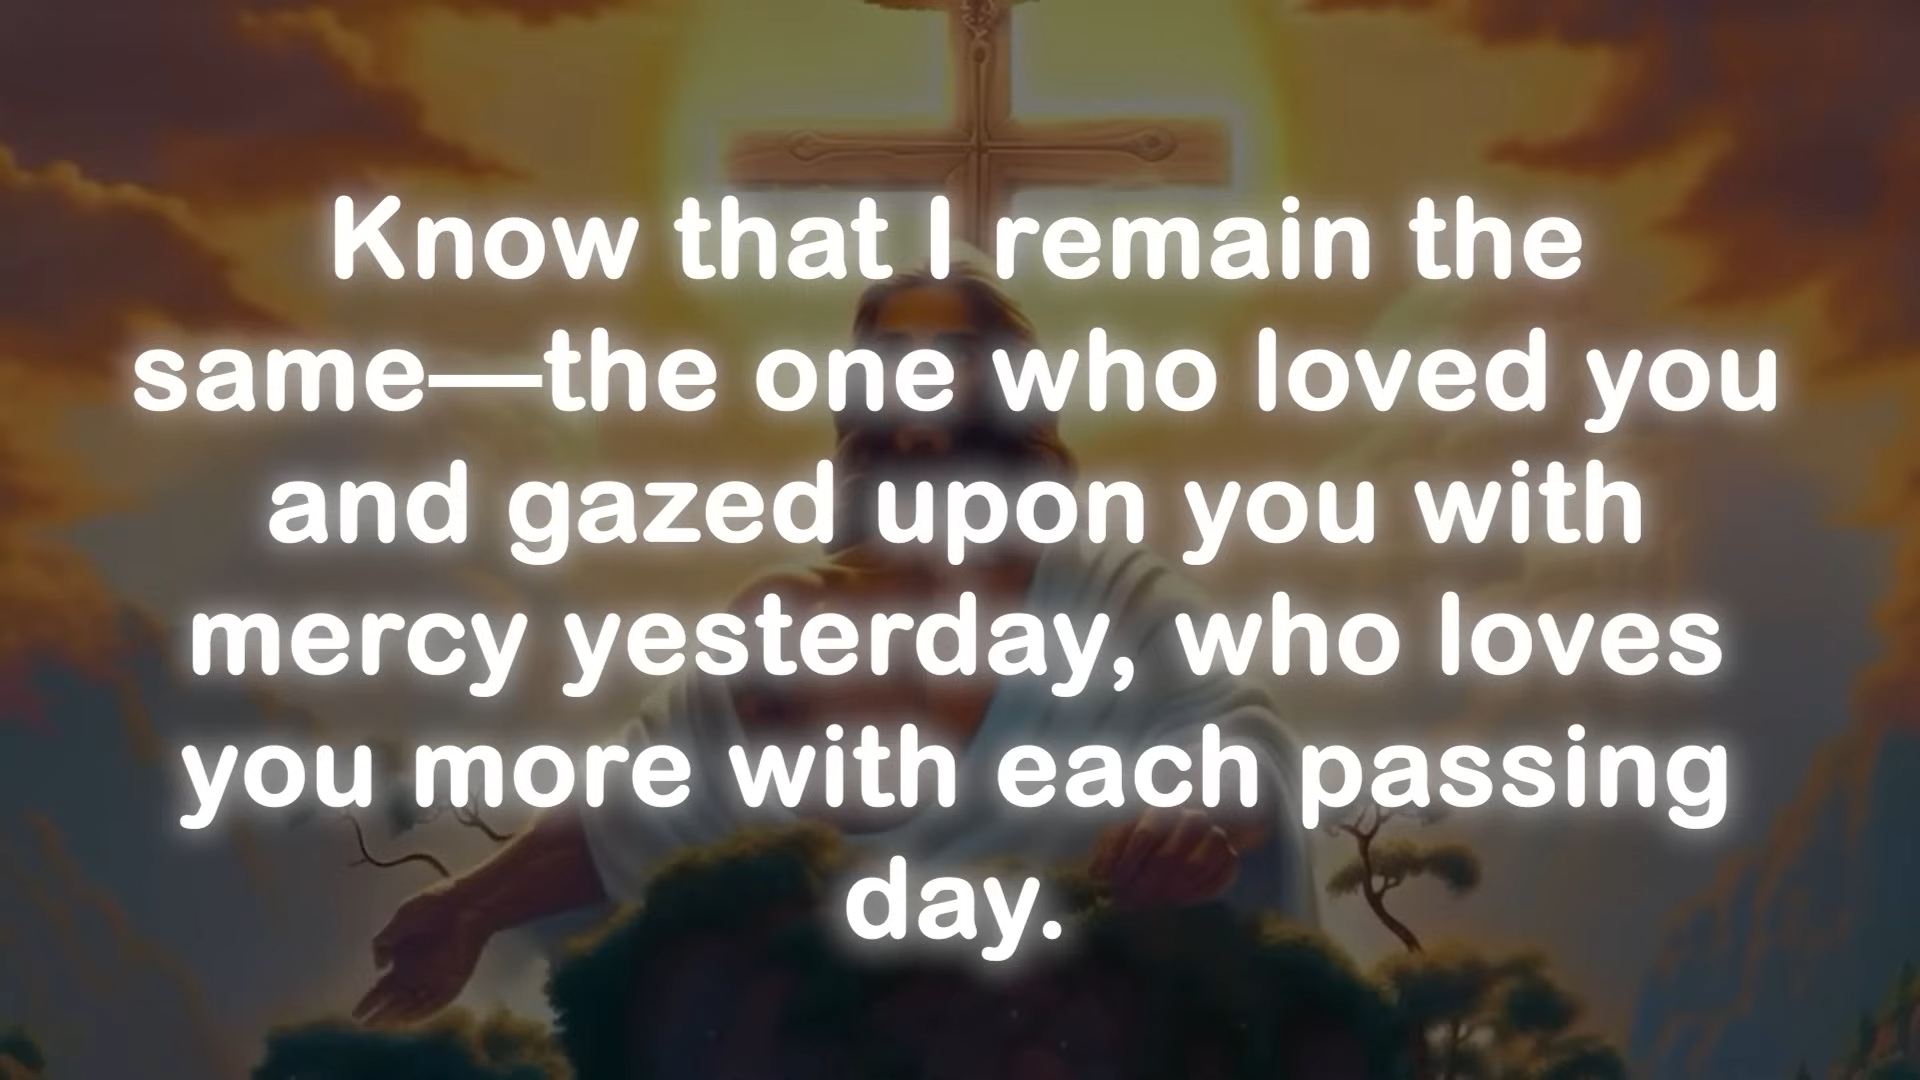 Know that I remain the
same—the one who loved you
and gazed upon you with
mercy yesterday, who loves
you more with each passing
day.